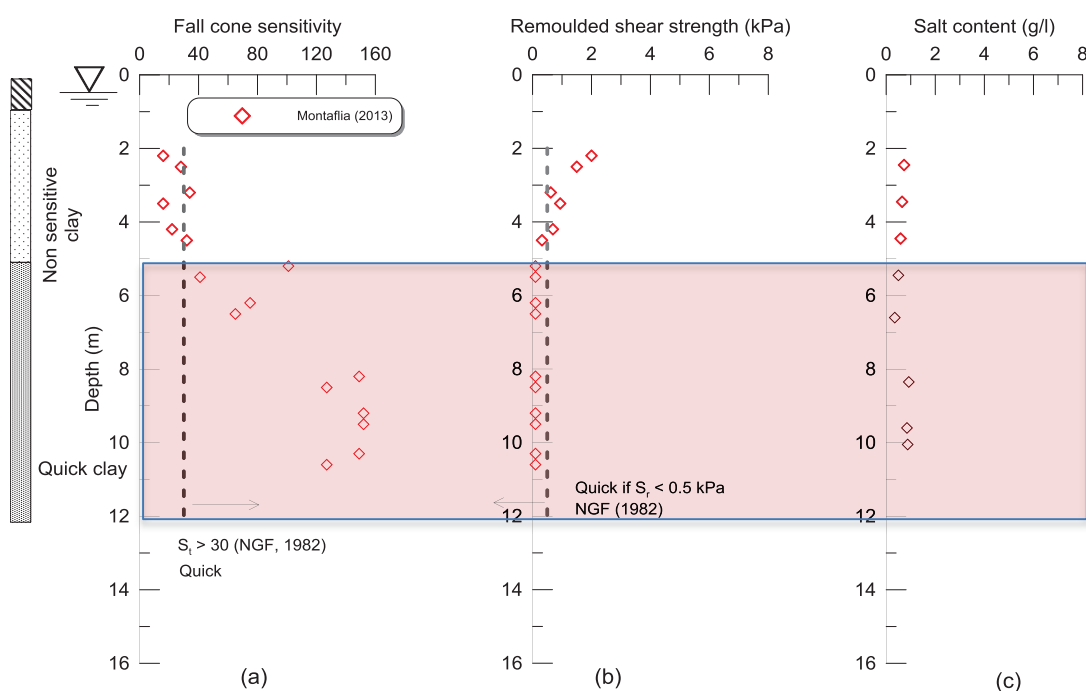 Fall cone sensitivity
0 40 80 120 160
Remoulded shear strength (kPa)
0 2 4 6 8
Salt content (g/l)
0 2 4 6 8
0
2
4
6
8
10
12
14
16
0
2
4
6
8
10
12
14
16
0
2
4
6
8
10
12
14
16
Montaflia (2013)
Non sensitive
clay
Depth (m)
Quick clay
Quick if Sr < 0.5 kPa
NGF (1982)
St > 30 (NGF, 1982)
Quick
(a)
(b)
(c)